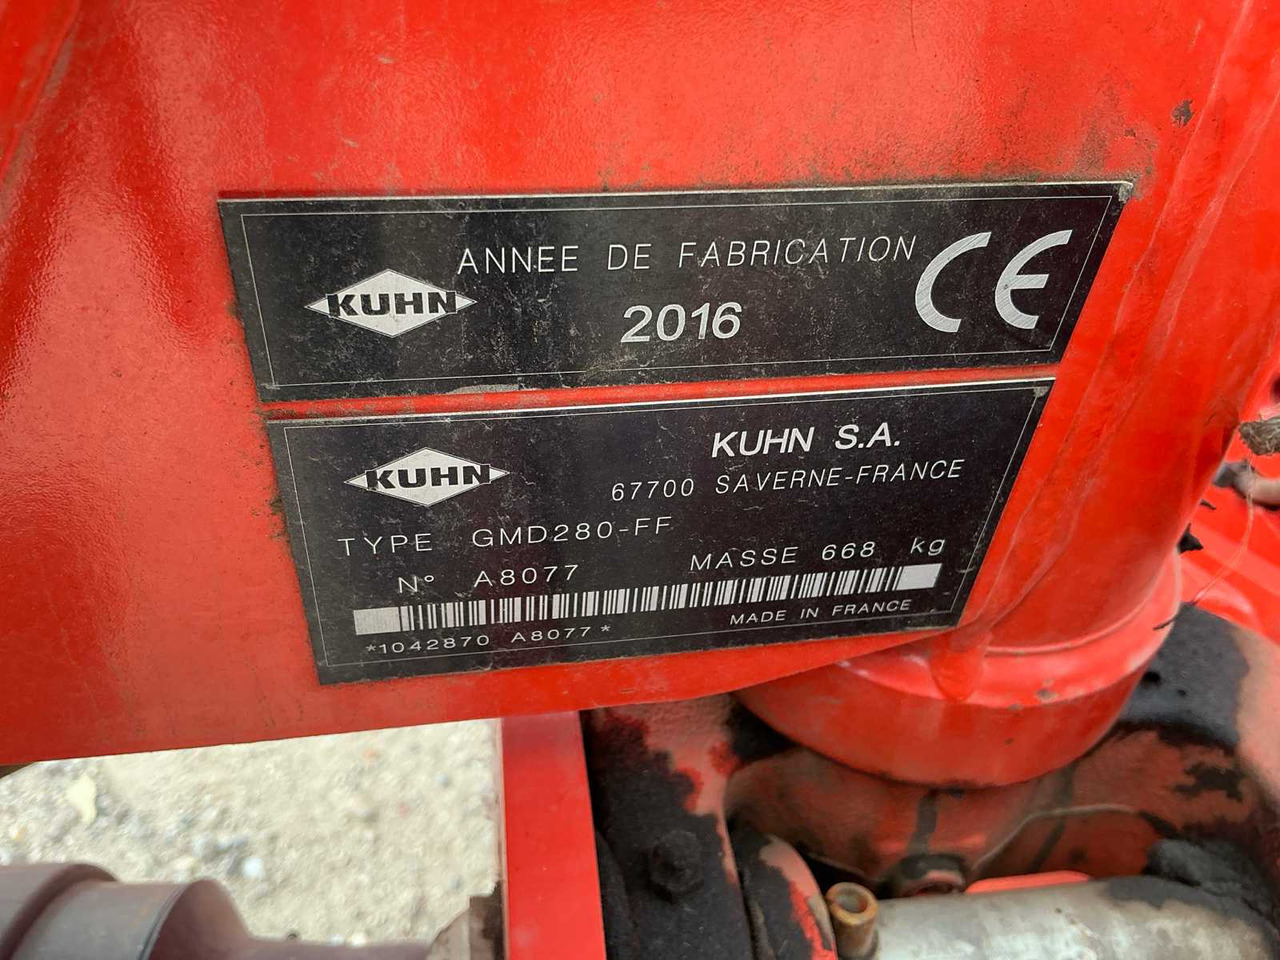 KUHN
ANNEE DE FABRICATION
2016
CE
KUHN
KUHN S.A.
67700 SAVERNE-FRANCE
TYPE GMD280-FF
N° A8077
MASSE 668 kg
*1042870 A8077*
MADE IN FRANCE